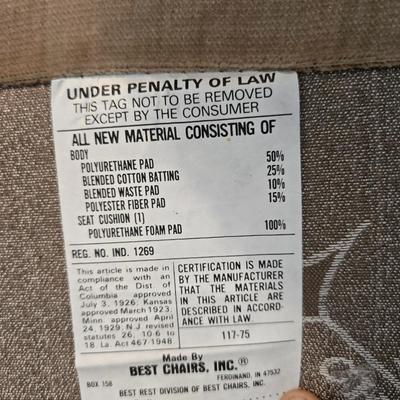 UNDER PENALTY OF LAW
THIS TAG NOT TO BE REMOVED
EXCEPT BY THE CONSUMER
ALL NEW MATERIAL CONSISTING OF
BODY
POLYURETHANE PAD 50%
BLENDED COTTON BATTING 25%
BLENDED WASTE PAD 10%
POLYESTER FIBER PAD 15%
SEAT CUSHION (1)
POLYURETHANE FOAM PAD 100%
REG. NO. IND. 1269
This article is made in
compliance with an
Act of the Dist. of
Columbia approved
July 3, 1926; Kansas
approved March 1923,
Minn. approved April
24, 1929; N.J. revised
statutes 26, 10.6 to
18 La. Act 467-1948
CERTIFICATION IS MADE
BY THE MANUFACTURER
THAT THE MATERIALS
IN THIS ARTICLE ARE
DESCRIBED IN ACCORD-
ANCE WITH LAW.
117-75
Made By
BEST CHAIRS, INC.®
BOX 158 FERDINAND, IN 47532
BEST REST DIVISION OF BEST CHAIRS, INC.